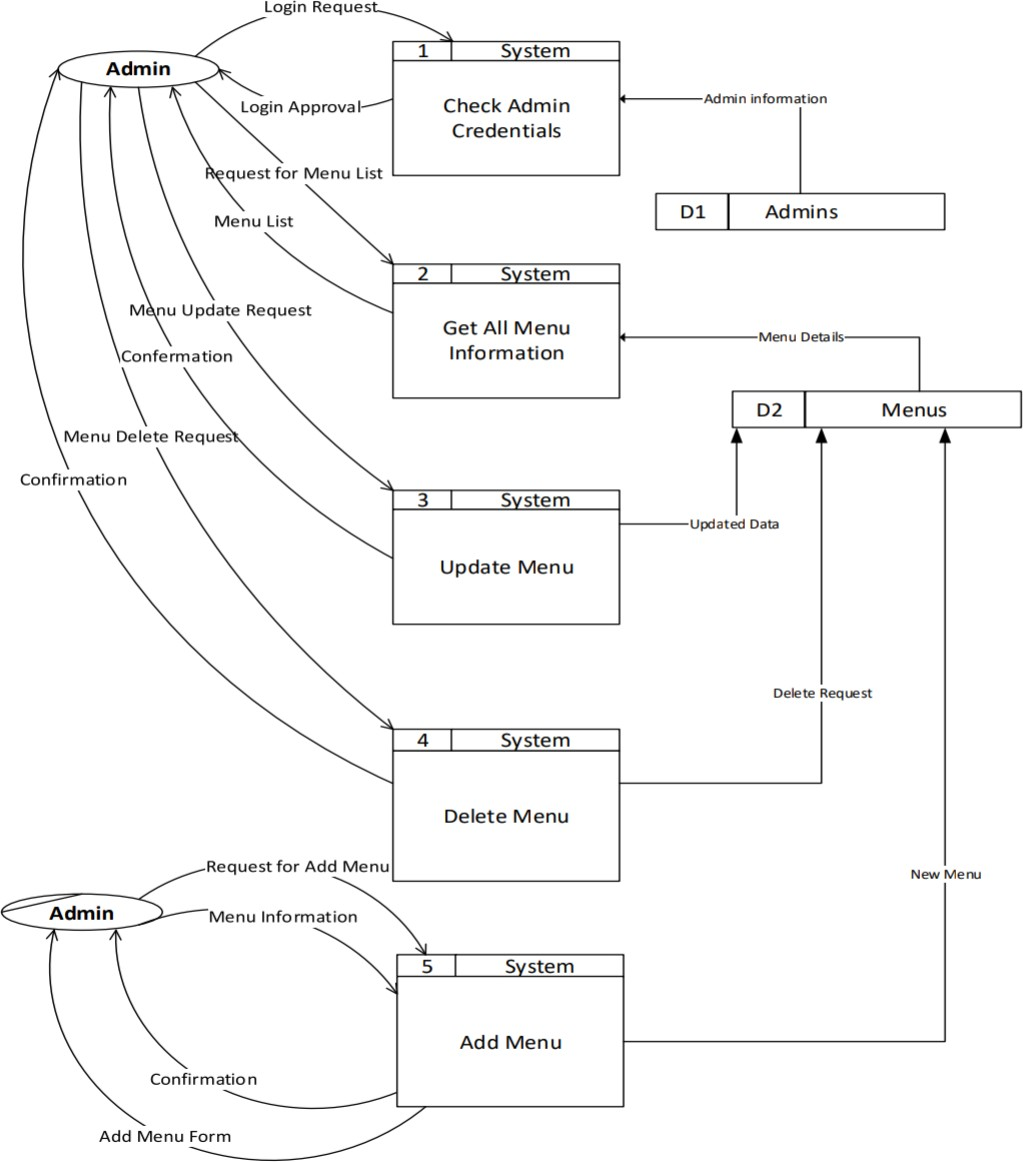 Login Request
1
System
Admin
Login Approval
Check Admin
Credentials
Admin information
Request for Menu List
D1
Admins
Menu List
2
System
Get All Menu
Information
Menu Update Request
Menu Details
Confermation
D2
Menus
Menu Delete Request
Confirmation
3
System
Updated Data
Update Menu
Delete Request
4
System
Delete Menu
Request for Add Menu
New Menu
Admin
Menu Information
5
System
Add Menu
Confirmation
Add Menu Form